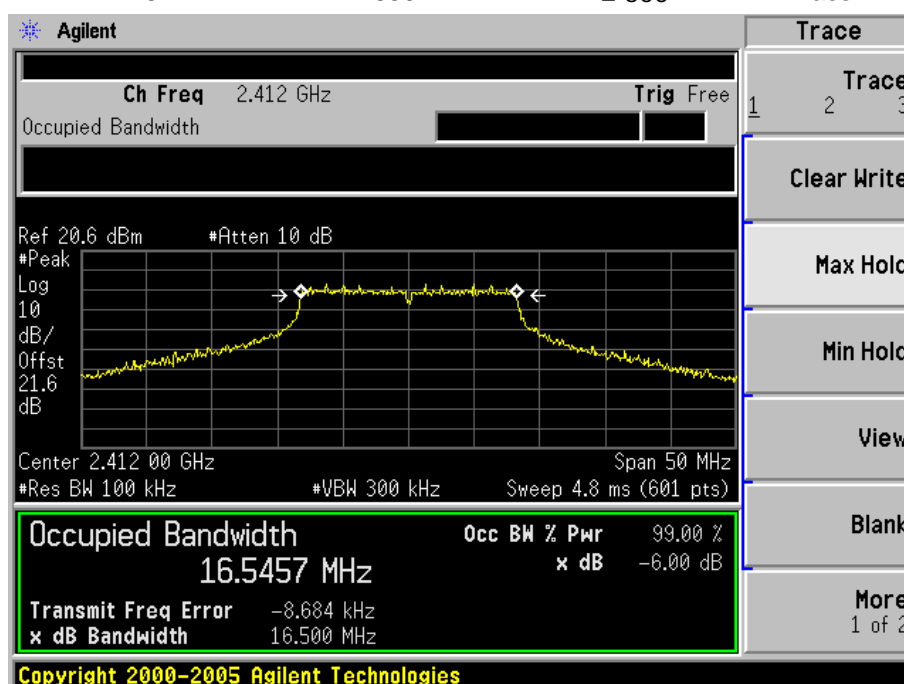 Agilent
Trace
Ch Freq 2.412 GHz Trig Free
Occupied Bandwidth
Trace
1 2 3
Clear Write
Ref 20.6 dBm #Atten 10 dB
#Peak
Log
10
dB/
Offst
21.6
dB
Max Hold
Min Hold
View
Center 2.412 00 GHz Span 50 MHz
#Res BW 100 kHz #VBW 300 kHz Sweep 4.8 ms (601 pts)
Occupied Bandwidth
16.5457 MHz
Occ BW % Pwr 99.00 %
x dB -6.00 dB
Transmit Freq Error -8.684 kHz
x dB Bandwidth 16.500 MHz
Blank
More
1 of 2
Copyright 2000-2005 Agilent Technologies